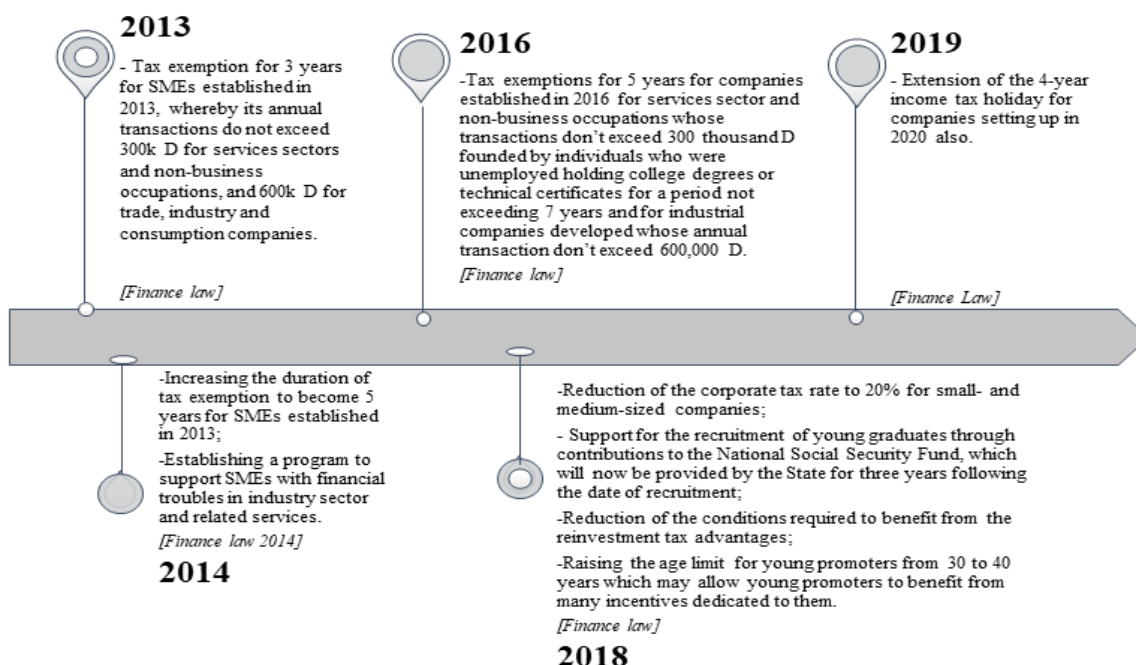 2013
- Tax exemption for 3 years
for SMEs established in
2013, whereby its annual
transactions do not exceed
300k D for services sectors
and non-business
occupations, and 600k D for
trade, industry and
consumption companies.
[Finance law]
2016
-Tax exemptions for 5 years for companies
established in 2016 for services sector and
non-business occupations whose
transactions don't exceed 300 thousand D
founded by individuals who were
unemployed holding college degrees or
technical certificates for a period not
exceeding 7 years and for industrial
companies developed whose annual
transaction don't exceed 600,000 D.
[Finance law]
2019
- Extension of the 4-year
income tax holiday for
companies setting up in
2020 also.
[Finance Law]
-Increasing the duration of
tax exemption to become 5
years for SMEs established
in 2013;
-Establishing a program to
support SMEs with financial
troubles in industry sector
and related services.
[Finance law 2014]
2014
-Reduction of the corporate tax rate to 20% for small- and
medium-sized companies;
- Support for the recruitment of young graduates through
contributions to the National Social Security Fund, which
will now be provided by the State for three years following
the date of recruitment;
-Reduction of the conditions required to benefit from the
reinvestment tax advantages;
-Raising the age limit for young promoters from 30 to 40
years which may allow young promoters to benefit from
many incentives dedicated to them.
[Finance law]
2018